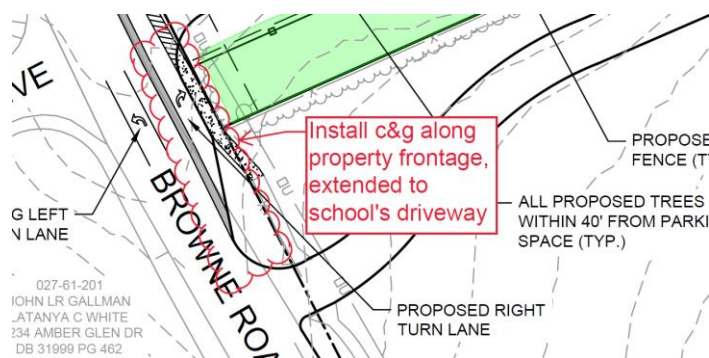 VE
Install c&g along
property frontage,
extended to
school's driveway
PROPOSE
FENCE (T
ALL PROPOSED TREES
WITHIN 40' FROM PARKI
SPACE (TYP.)
G LEFT
N LANE
BROWNE ROA
PROPOSED RIGHT
TURN LANE
027-61-201
JOHN LR GALLMAN
LATANYA C WHITE
234 AMBER GLEN DR
DB 31999 PG 462